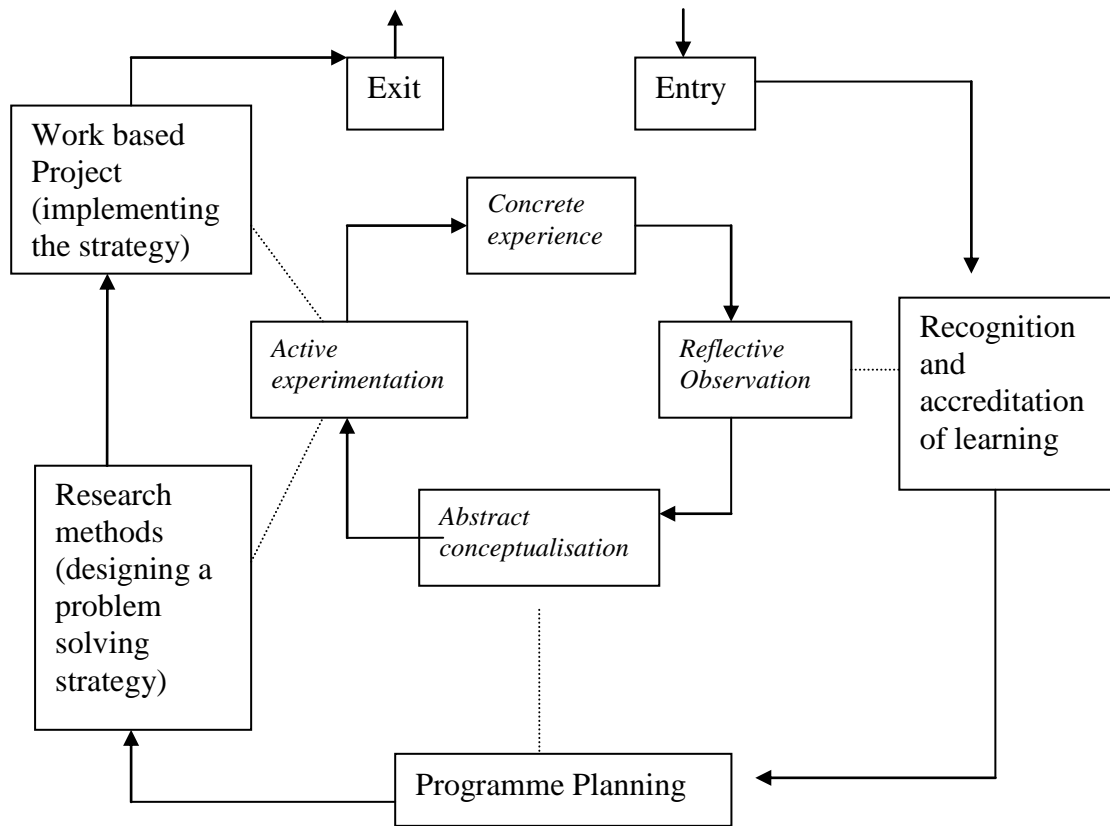 Exit
Entry
Work based
Project
(implementing
the strategy)
Concrete
experience
Active
experimentation
Reflective
Observation
Recognition
and
accreditation
of learning
Research
methods
(designing a
problem
solving
strategy)
Abstract
conceptualisation
Programme Planning